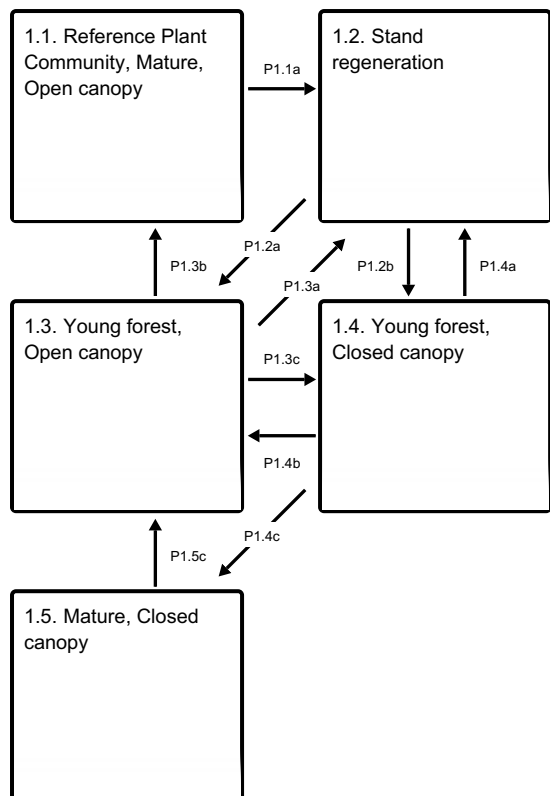 1.1. Reference Plant
Community, Mature,
Open canopy
P1.1a
1.2. Stand
regeneration
P1.2a
P1.3b
P1.3a
P1.2b
P1.4a
1.3. Young forest,
Open canopy
P1.3c
1.4. Young forest,
Closed canopy
P1.4b
P1.4c
P1.5c
1.5. Mature, Closed
canopy